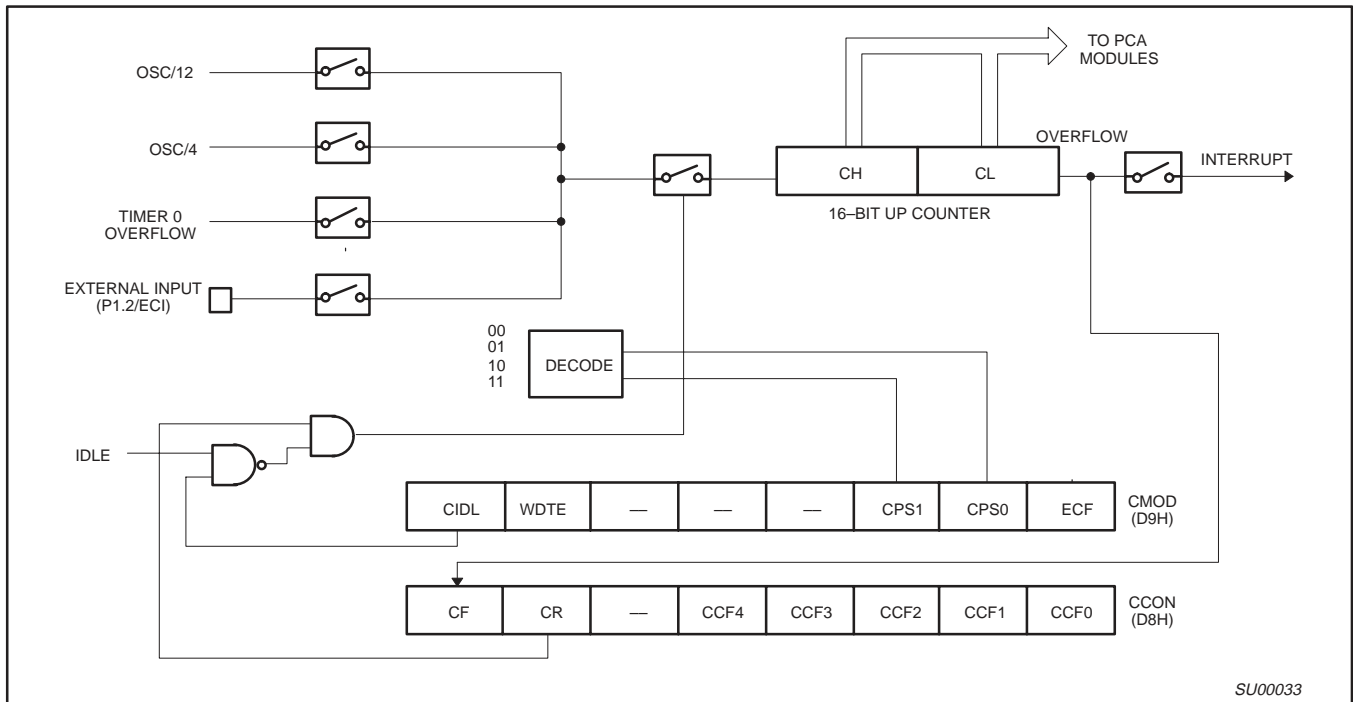 TO PCA
MODULES
OSC/12
OSC/4
OVERFLOW
INTERRUPT
CH
CL
16–BIT UP COUNTER
TIMER 0
OVERFLOW
EXTERNAL INPUT
(P1.2/ECI)
00
01
10
11
DECODE
IDLE
CIDL WDTE –– –– –– CPS1 CPS0 ECF
CMOD
(D9H)
CF CR –– CCF4 CCF3 CCF2 CCF1 CCF0
CCON
(D8H)
SU00033